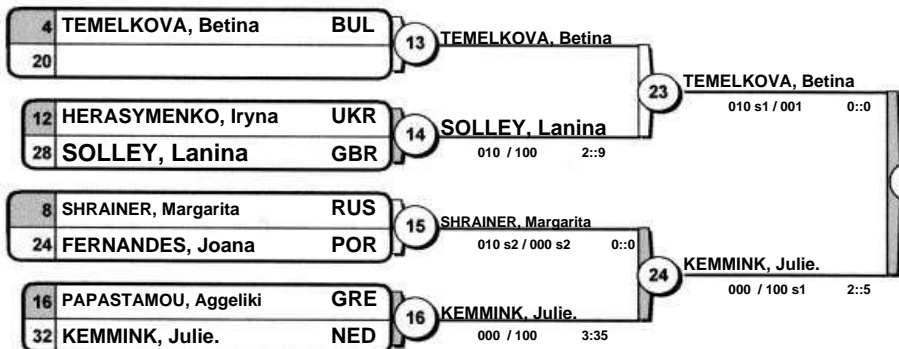 4 TEMELKOVA, Betina BUL
20
13 TEMELKOVA, Betina
12 HERASYMENKO, Iryna UKR
28 SOLLEY, Lanina GBR
14 SOLLEY, Lanina
010 / 100 2::9
23 TEMELKOVA, Betina
010 s1 / 001 0::0
8 SHRAINER, Margarita RUS
24 FERNANDES, Joana POR
15 SHRAINER, Margarita
010 s2 / 000 s2 0::0
16 PAPASTAMOU, Aggeliki GRE
32 KEMMINK, Julie. NED
16 KEMMINK, Julie.
000 / 100 3:35
24 KEMMINK, Julie.
000 / 100 s1 2::5